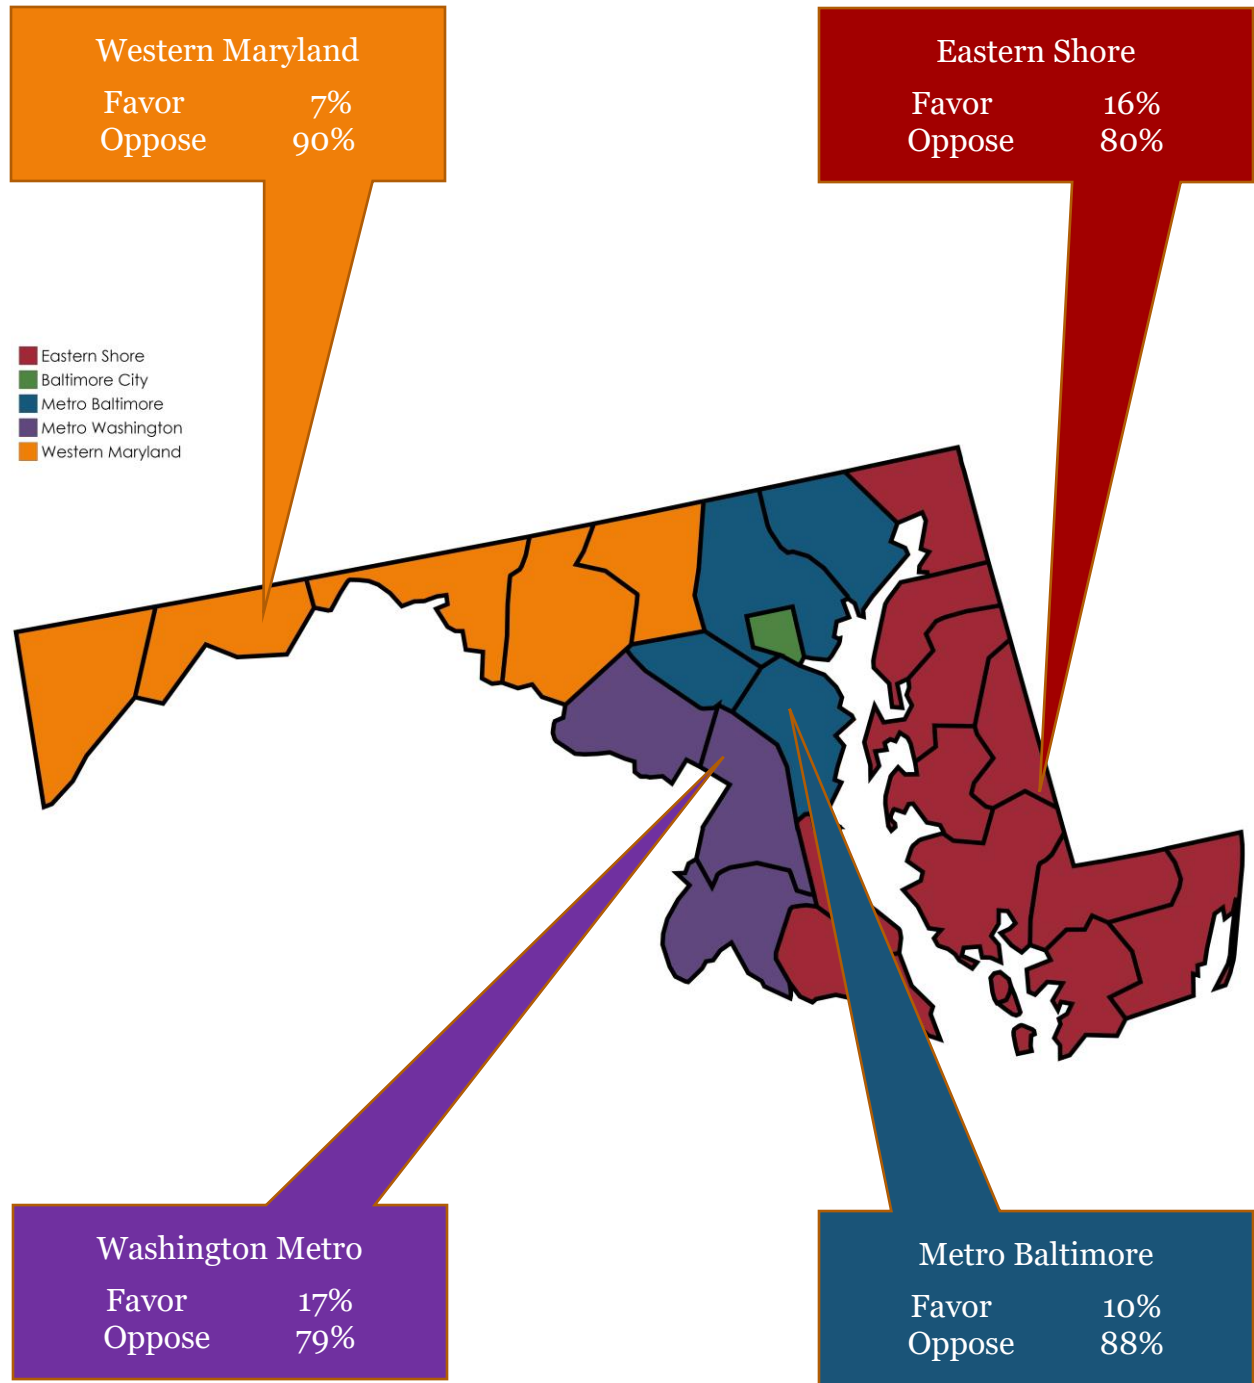 Western Maryland
Favor 7%
Oppose 90%
Eastern Shore
Favor 16%
Oppose 80%
Eastern Shore
Baltimore City
Metro Baltimore
Metro Washington
Western Maryland
Washington Metro
Favor 17%
Oppose 79%
Metro Baltimore
Favor 10%
Oppose 88%